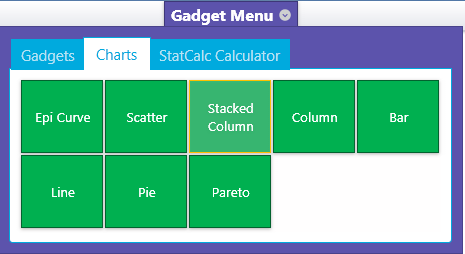 Gadget Menu
Gadgets Charts StatCalc Calculator
Epi Curve Scatter Stacked Column Column Bar
Line Pie Pareto